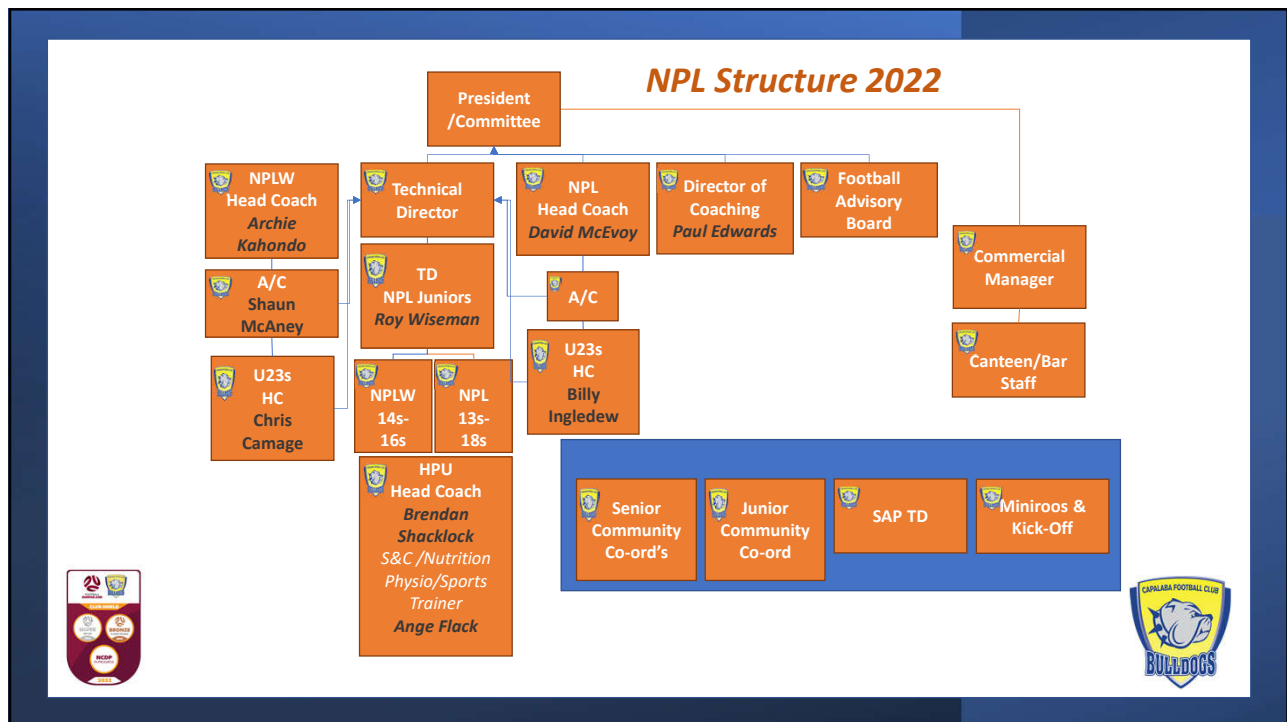 NPL Structure 2022
President
/Committee
NPLW
Head Coach
Archie
Kahondo
Technical
Director
NPL
Head Coach
David McEvoy
Director of
Coaching
Paul Edwards
Football
Advisory
Board
Commercial
Manager
A/C
Shaun
McAney
TD
NPL Juniors
Roy Wiseman
A/C
Canteen/Bar
Staff
U23s
HC
Chris
Camage
NPLW
14s-
16s
NPL
13s-
18s
U23s
HC
Billy
Ingledew
HPU
Head Coach
Brendan
Shacklock
S&C /Nutrition
Physio/Sports
Trainer
Ange Flack
Senior
Community
Co-ord’s
Junior
Community
Co-ord
SAP TD
Miniroos &
Kick-Off
CLUB SHIELD
BRONZE
NCDP
CAPALABA FOOTBALL CLUB
BULLDOGS